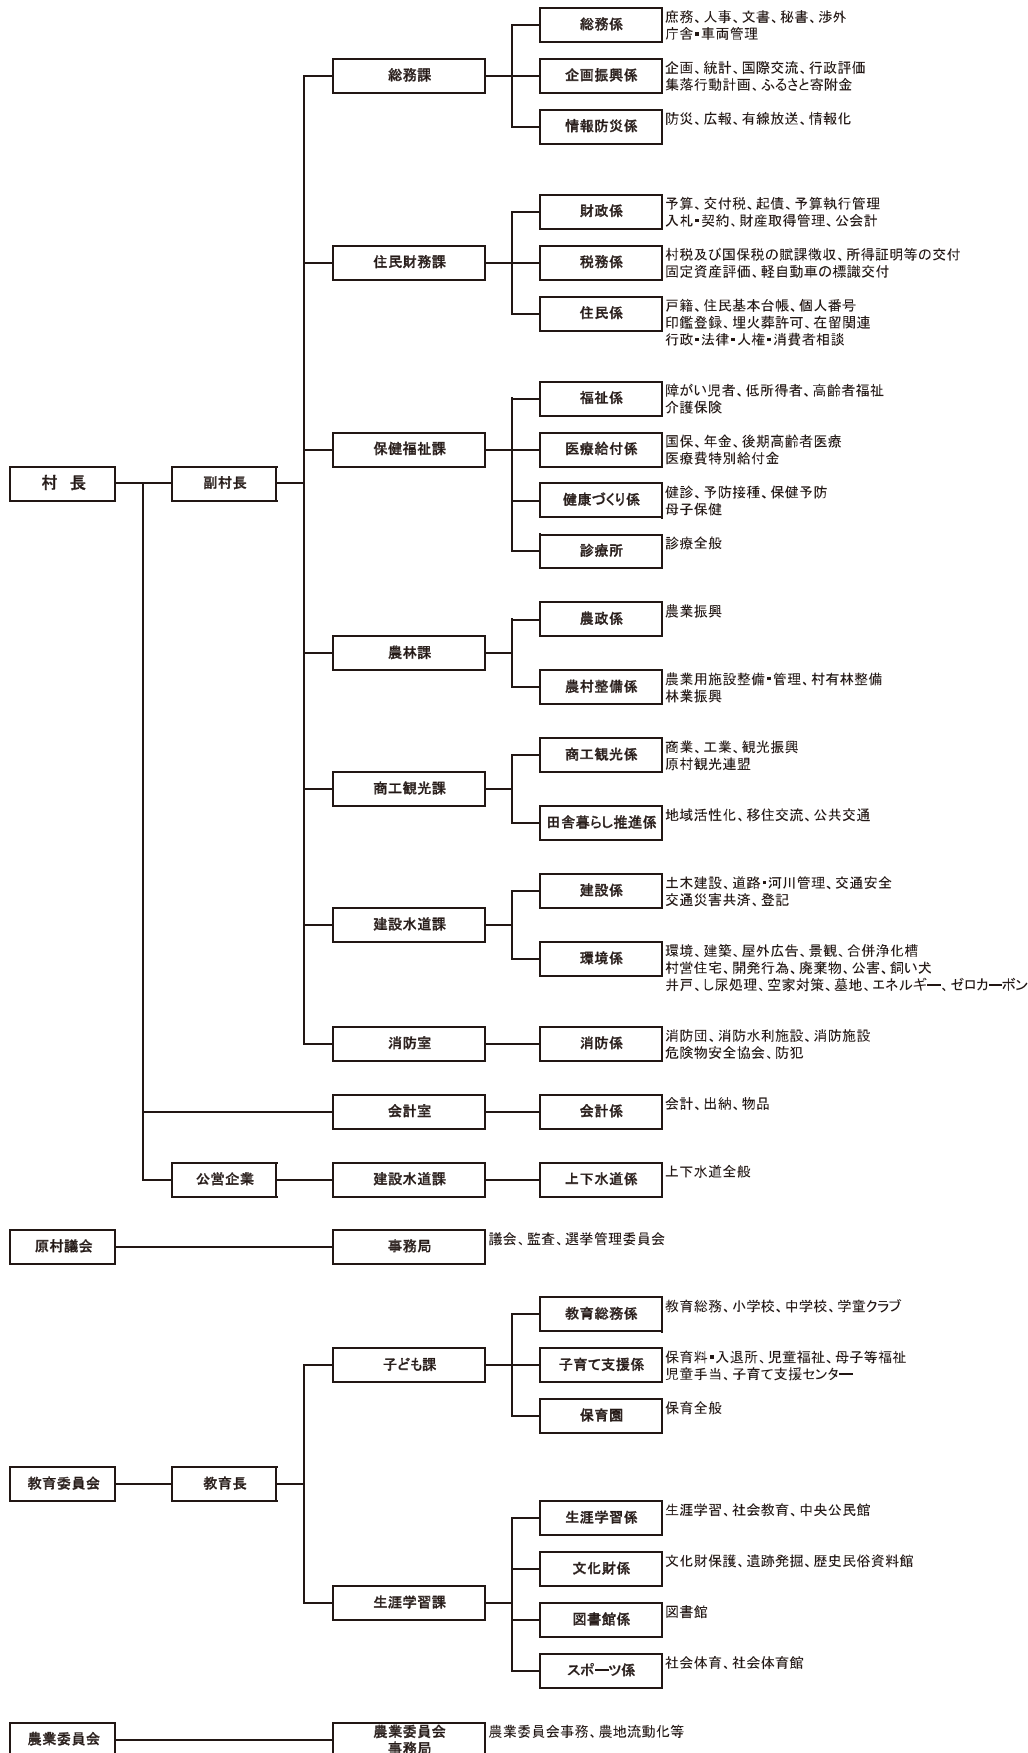 村 長
副村長
総務課
総務係
庶務、人事、文書、秘書、渉外
庁舎・車両管理
企画振興係
企画、統計、国際交流、行政評価
集落行動計画、ふるさと寄附金
情報防災係
防災、広報、有線放送、情報化
住民財務課
財政係
予算、交付税、起債、予算執行管理
入札・契約、財産取得管理、公会計
税務係
村税及び国保税の賦課徴収、所得証明等の交付
固定資産評価、軽自動車の標識交付
住民係
戸籍、住民基本台帳、個人番号
印鑑登録、埋火葬許可、在留関連
行政・法律・人権・消費者相談
保健福祉課
福祉係
障がい児者、低所得者、高齢者福祉
介護保険
医療給付係
国保、年金、後期高齢者医療
医療費特別給付金
健康づくり係
健診、予防接種、保健予防
母子保健
診療所
診療全般
農林課
農政係
農業振興
農村整備係
農業用施設整備・管理、村有林整備
林業振興
商工観光課
商工観光係
商業、工業、観光振興
原村観光連盟
田舎暮らし推進係
地域活性化、移住交流、公共交通
建設水道課
建設係
土木建設、道路・河川管理、交通安全
交通災害共済、登記
環境係
環境、建築、屋外広告、景観、合併浄化槽
村営住宅、開発行為、廃棄物、公害、飼い犬
井戸、し尿処理、空家対策、墓地、エネルギー、ゼロカーボン
消防室
消防係
消防団、消防水利施設、消防施設
危険物安全協会、防犯
会計室
会計係
会計、出納、物品
公営企業
建設水道課
上下水道係
上下水道全般
原村議会
事務局
議会、監査、選挙管理委員会
教育委員会
教育長
子ども課
教育総務係
教育総務、小学校、中学校、学童クラブ
子育て支援係
保育料・入退所、児童福祉、母子等福祉
児童手当、子育て支援センター
保育園
保育全般
生涯学習課
生涯学習係
生涯学習、社会教育、中央公民館
文化財係
文化財保護、遺跡発掘、歴史民俗資料館
図書館係
図書館
スポーツ係
社会体育、社会体育館
農業委員会
農業委員会
事務局
農業委員会事務、農地流動化等